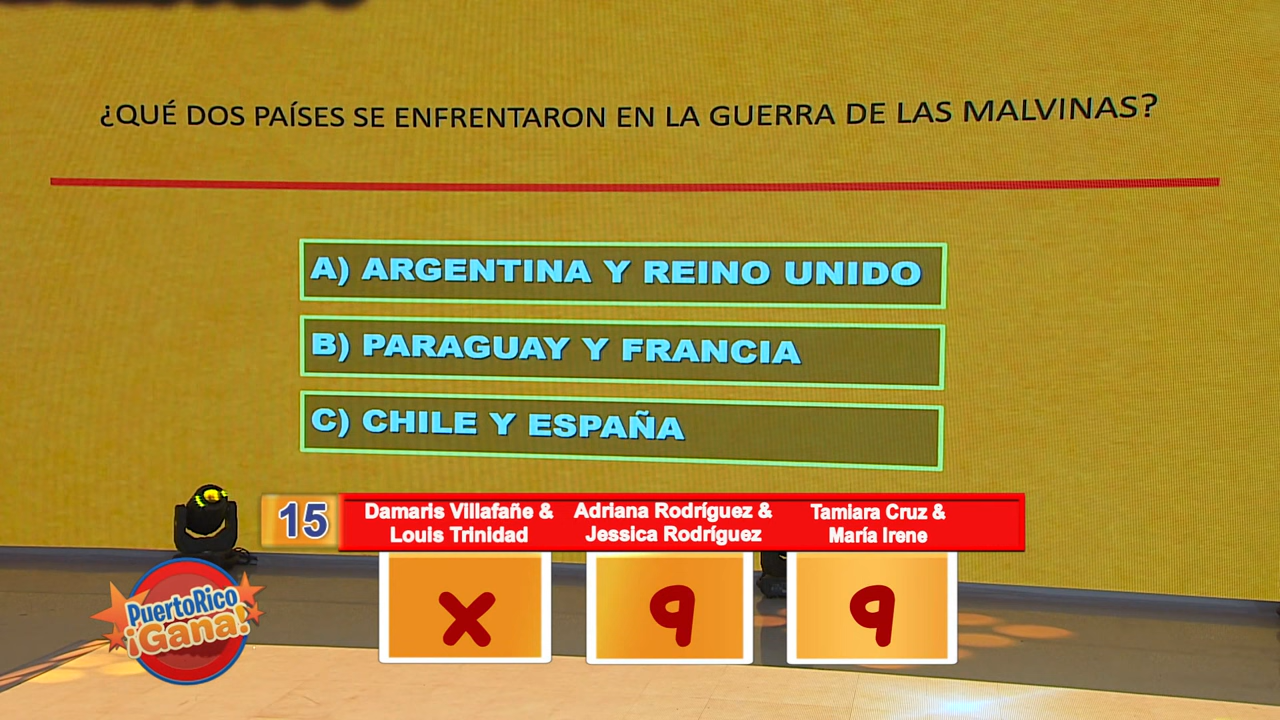 ¿QUÉ DOS PAÍSES SE ENFRENTARON EN LA GUERRA DE LAS MALVINAS?
A) ARGENTINA Y REINO UNIDO
B) PARAGUAY Y FRANCIA
C) CHILE Y ESPAÑA
15
Damaris Villafañe &
Louis Trinidad
Adriana Rodríguez &
Jessica Rodríguez
Tamiara Cruz &
María Irene
X
9
9
PuertoRico
¡Gana!